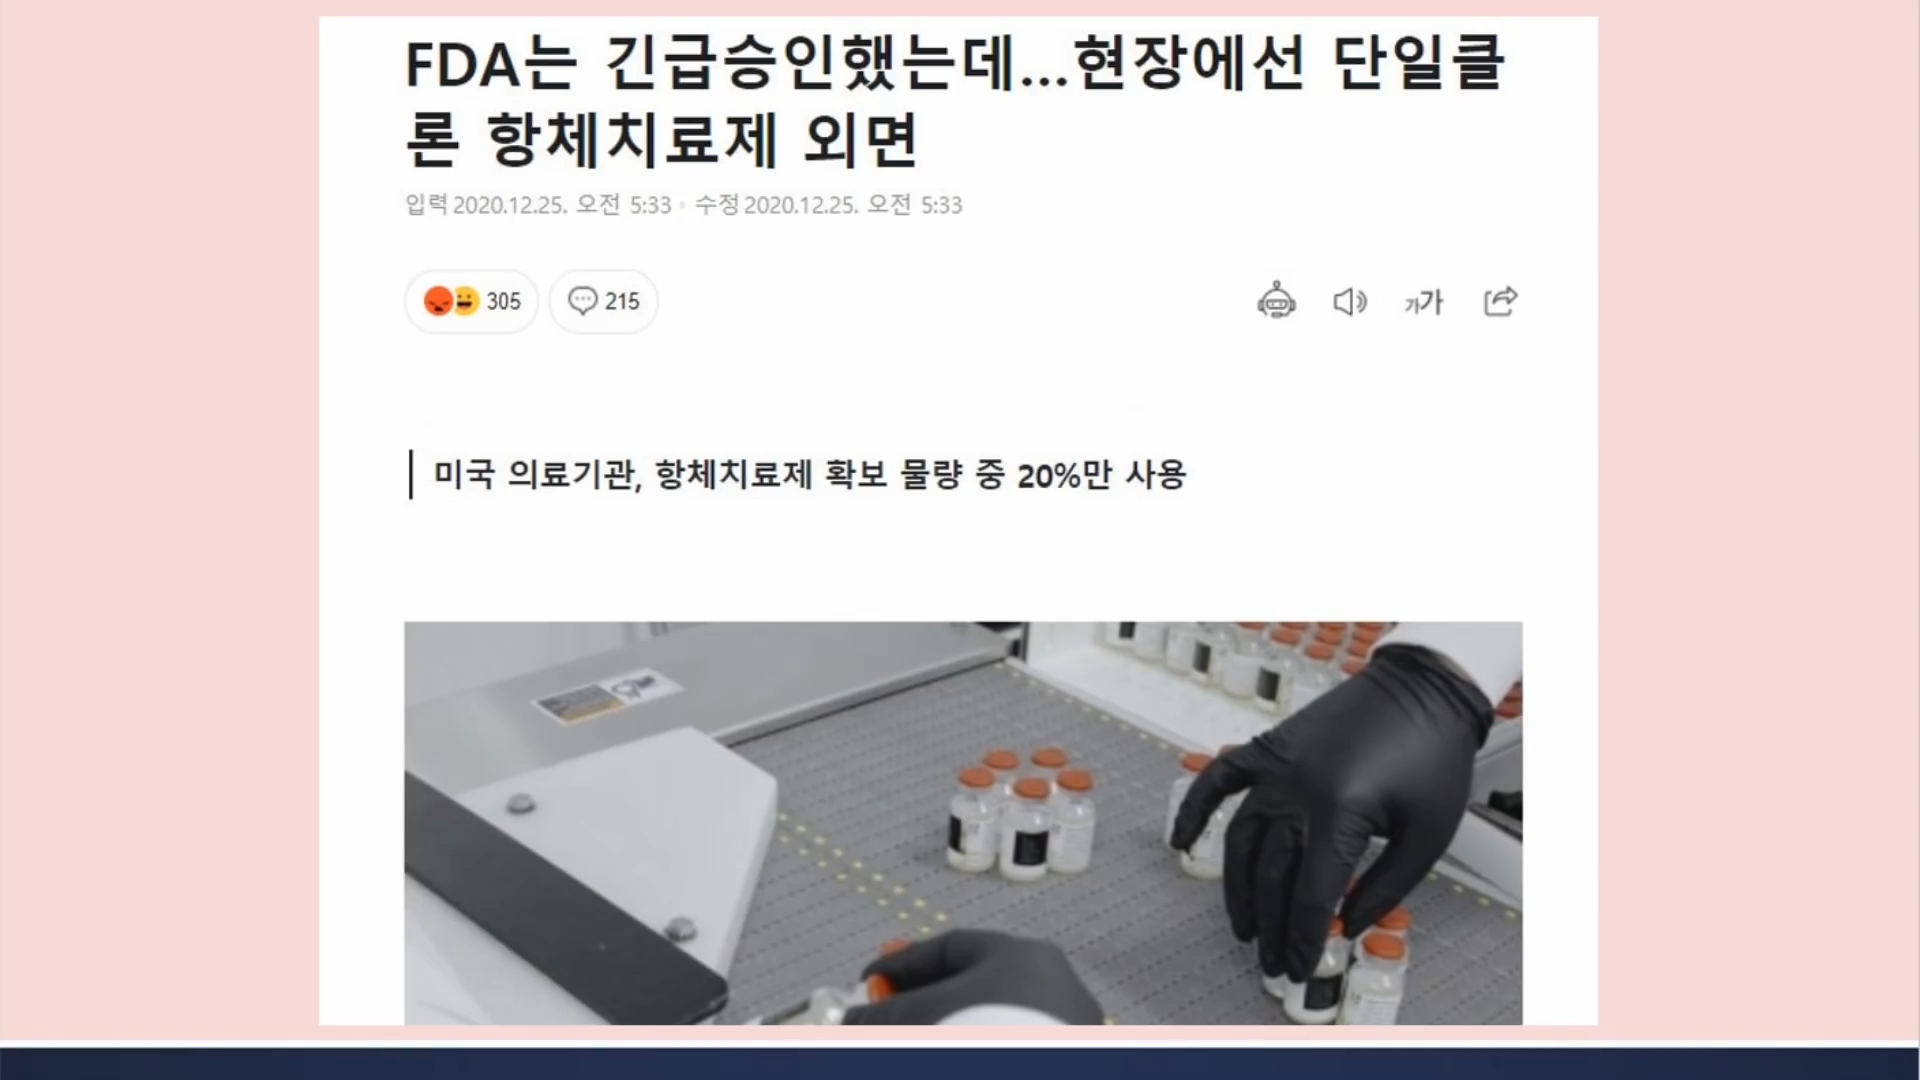 FDA는 긴급승인했는데...현장에선 단일클
론 항체치료제 외면
입력 2020.12.25. 오전 5:33 · 수정 2020.12.25. 오전 5:33
305 215
가가
미국 의료기관, 항체치료제 확보 물량 중 20%만 사용